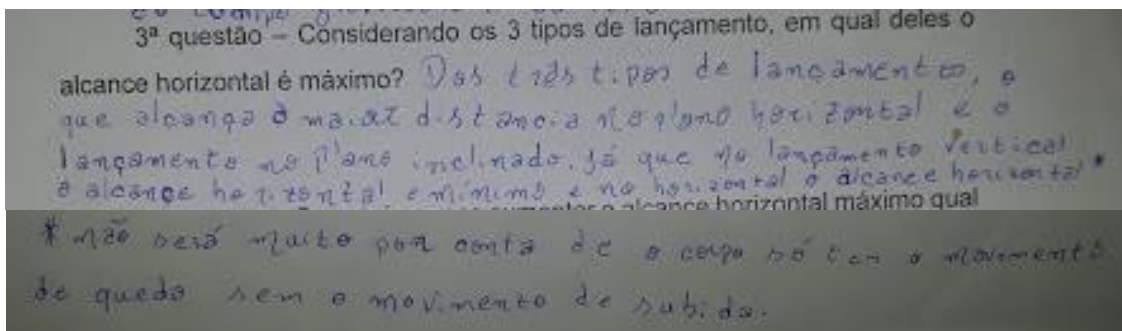 3ª questão – Considerando os 3 tipos de lançamento, em qual deles o
alcance horizontal é máximo? Dos três tipos de lançamento, o
que alcança a maior distancia no plano horizontal é o
lançamento no plano inclinado. Já que no lançamento vertical
o alcance horizontal é minimo e no horizontal o alcance horizontal *
alcance horizontal máximo qual
* não será muito por conta de o corpo só ter o movimento
de queda sem o movimento de subida.